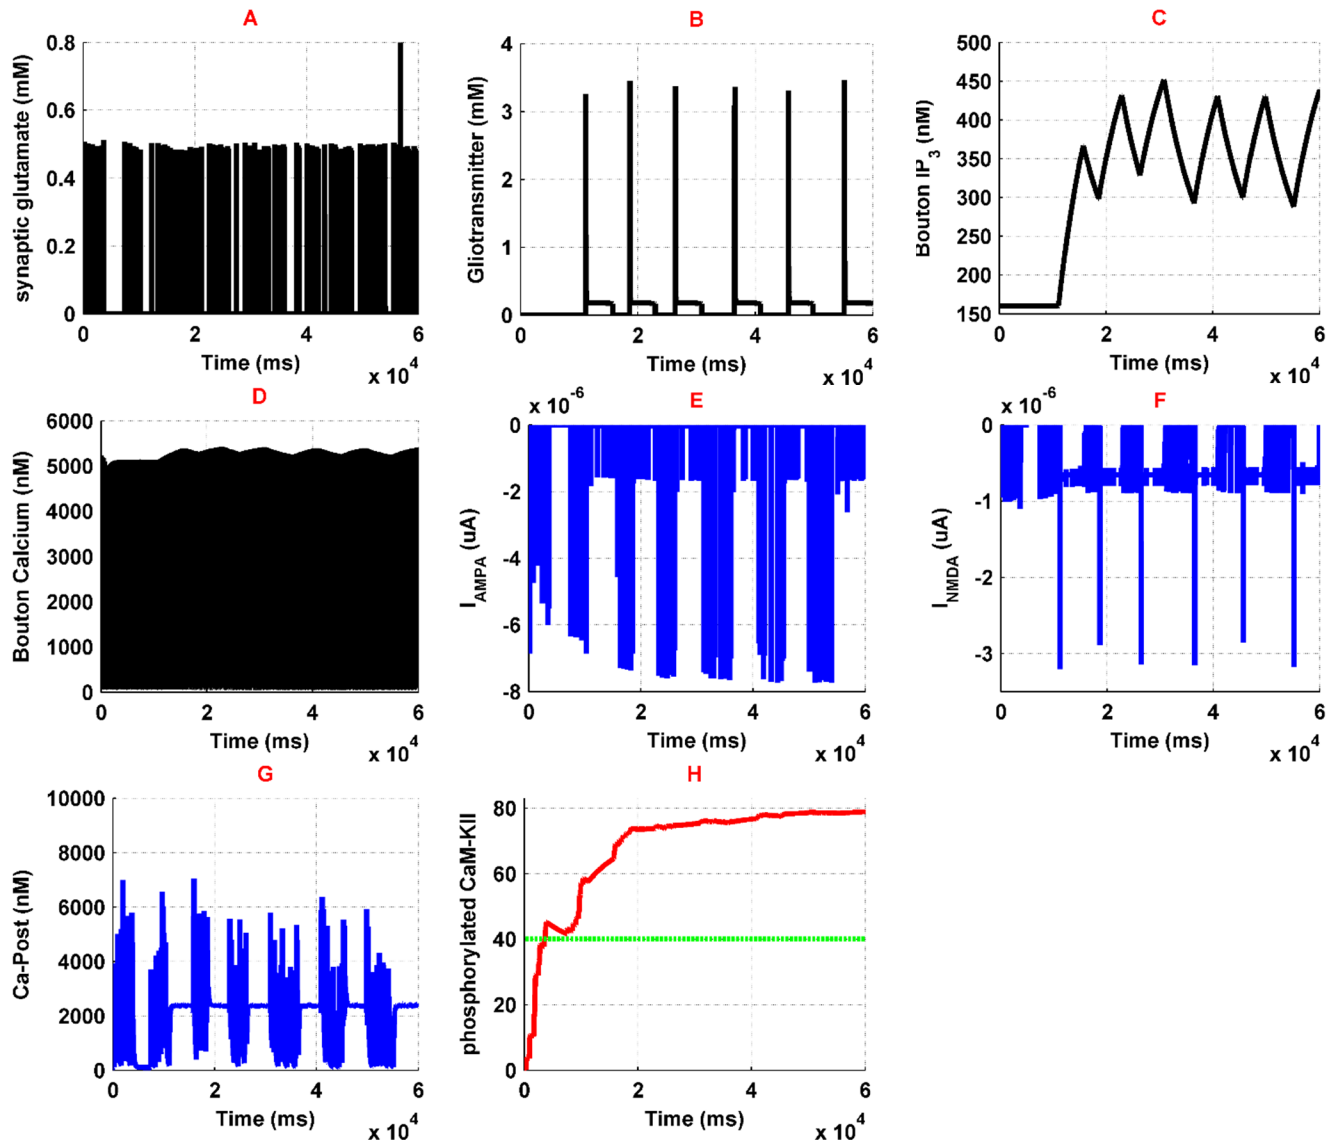 A
synaptic glutamate (mM)
0.8
0.6
0.4
0.2
0
0 2 4 6
Time (ms)
x 10^4
B
Gliotransmitter (mM)
4
3
2
1
0
0 2 4 6
Time (ms)
x 10^4
C
Bouton IP_3 (nM)
500
450
400
350
300
250
200
150
0 2 4 6
Time (ms)
x 10^4
D
Bouton Calcium (nM)
6000
5000
4000
3000
2000
1000
0
0 2 4 6
Time (ms)
x 10^4
E
x 10^-6
I_AMPA (uA)
0
-2
-4
-6
-8
0 2 4 6
Time (ms)
x 10^4
F
x 10^-6
I_NMDA (uA)
0
-1
-2
-3
0 2 4 6
Time (ms)
x 10^4
G
Ca-Post (nM)
10000
8000
6000
4000
2000
0
0 2 4 6
Time (ms)
x 10^4
H
phosphorylated CaM-KII
80
60
40
20
0
0 2 4 6
Time (ms)
x 10^4